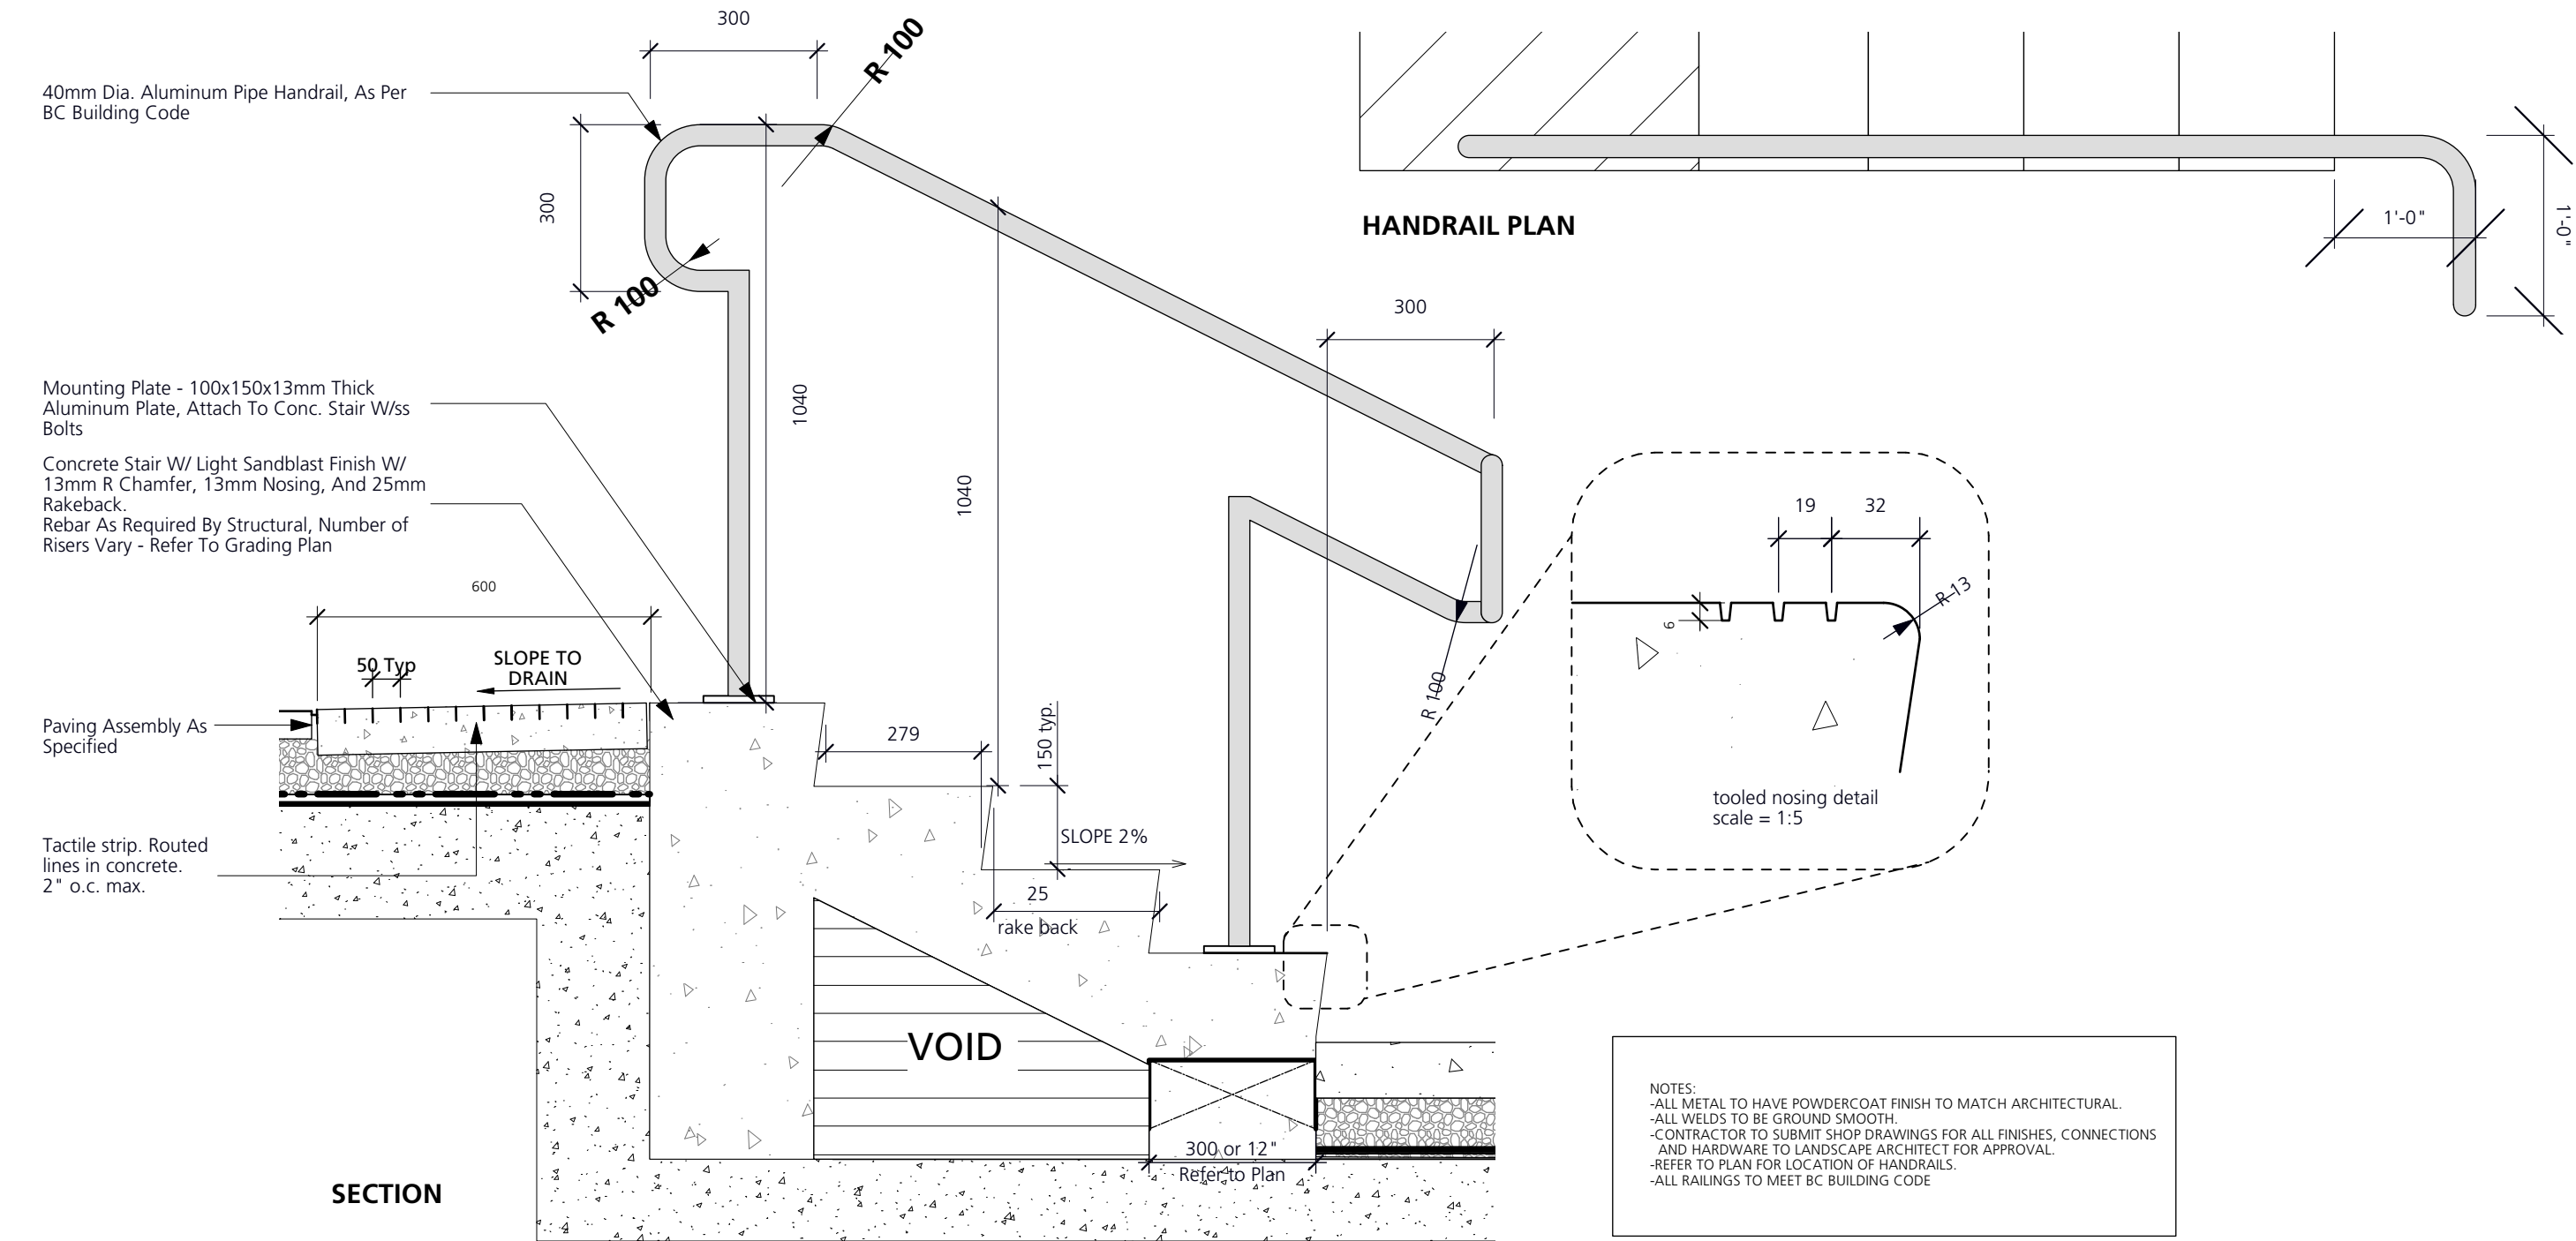 300
R 100
40mm Dia. Aluminum Pipe Handrail, As Per
BC Building Code
300
R 100
HANDRAIL PLAN
1'-0"
1'-0"
300
Mounting Plate - 100x150x13mm Thick
Aluminum Plate, Attach To Conc. Stair W/ss
Bolts
1040
1040
Concrete Stair W/ Light Sandblast Finish W/
13mm R Chamfer, 13mm Nosing, And 25mm
Rakeback.
Rebar As Required By Structural, Number of
Risers Vary - Refer To Grading Plan
600
50 Typ
SLOPE TO
DRAIN
Paving Assembly As
Specified
Tactile strip. Routed
lines in concrete.
2" o.c. max.
279
150 typ.
SLOPE 2%
25
rake back
R 100
19
32
R 13
6
tooled nosing detail
scale = 1:5
VOID
300 or 12"
Refer to Plan
SECTION
NOTES:
-ALL METAL TO HAVE POWDERCOAT FINISH TO MATCH ARCHITECTURAL.
-ALL WELDS TO BE GROUND SMOOTH.
-CONTRACTOR TO SUBMIT SHOP DRAWINGS FOR ALL FINISHES, CONNECTIONS
AND HARDWARE TO LANDSCAPE ARCHITECT FOR APPROVAL.
-REFER TO PLAN FOR LOCATION OF HANDRAILS.
-ALL RAILINGS TO MEET BC BUILDING CODE